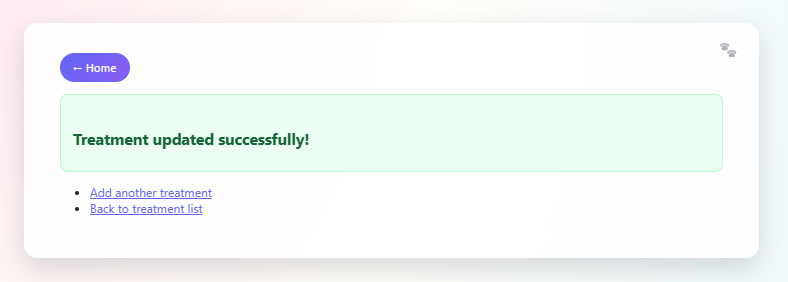 ← Home
Treatment updated successfully!
Add another treatment
Back to treatment list